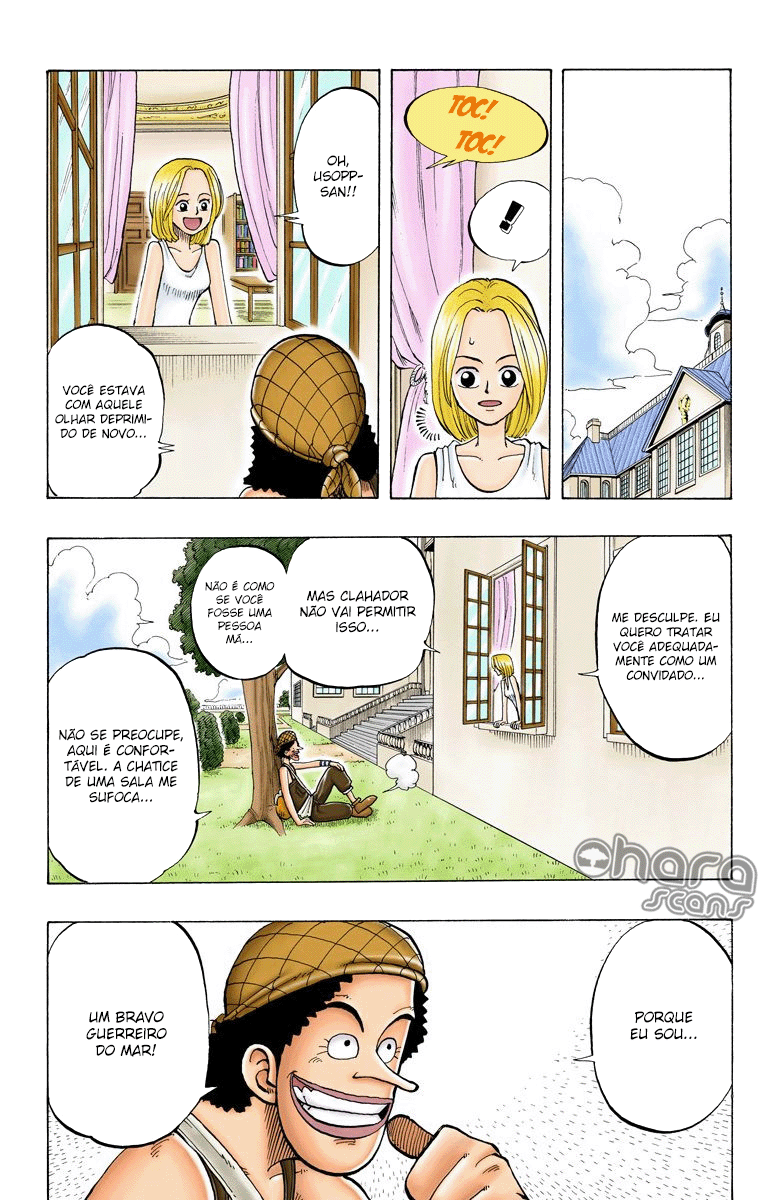 TOC!
TOC!
!
OH,
USOPP-
SAN!!
VOCÊ ESTAVA
COM AQUELE
OLHAR DEPRIMI-
DO DE NOVO...
ME DESCULPE. EU
QUERO TRATAR
VOCÊ ADEQUADA-
MENTE COMO UM
CONVIDADO...
MAS CLAHADOR
NÃO VAI PERMITIR
ISSO...
NÃO É COMO
SE VOCÊ
FOSSE UMA
PESSOA
MÁ...
NÃO SE PREOCUPE,
AQUI É CONFOR-
TÁVEL. A CHATICE
DE UMA SALA ME
SUFOCA...
Ohara
scans
PORQUE
EU SOU...
UM BRAVO
GUERREIRO
DO MAR!